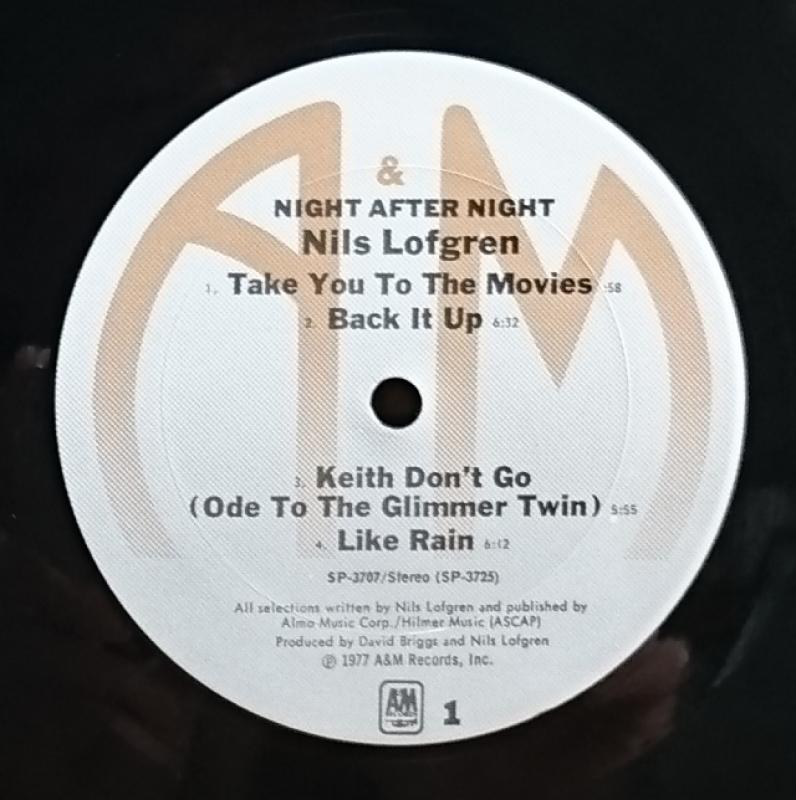 A & M
NIGHT AFTER NIGHT
Nils Lofgren
1. Take You To The Movies :58
2. Back It Up 6:32
3. Keith Don't Go
(Ode To The Glimmer Twin) 5:55
4. Like Rain 6:12
SP-3707/Stereo (SP-3725)
All selections written by Nils Lofgren and published by
Almo Music Corp./Hilmer Music (ASCAP)
Produced by David Briggs and Nils Lofgren
℗ 1977 A&M Records, Inc.
A&M
RECORDS
1